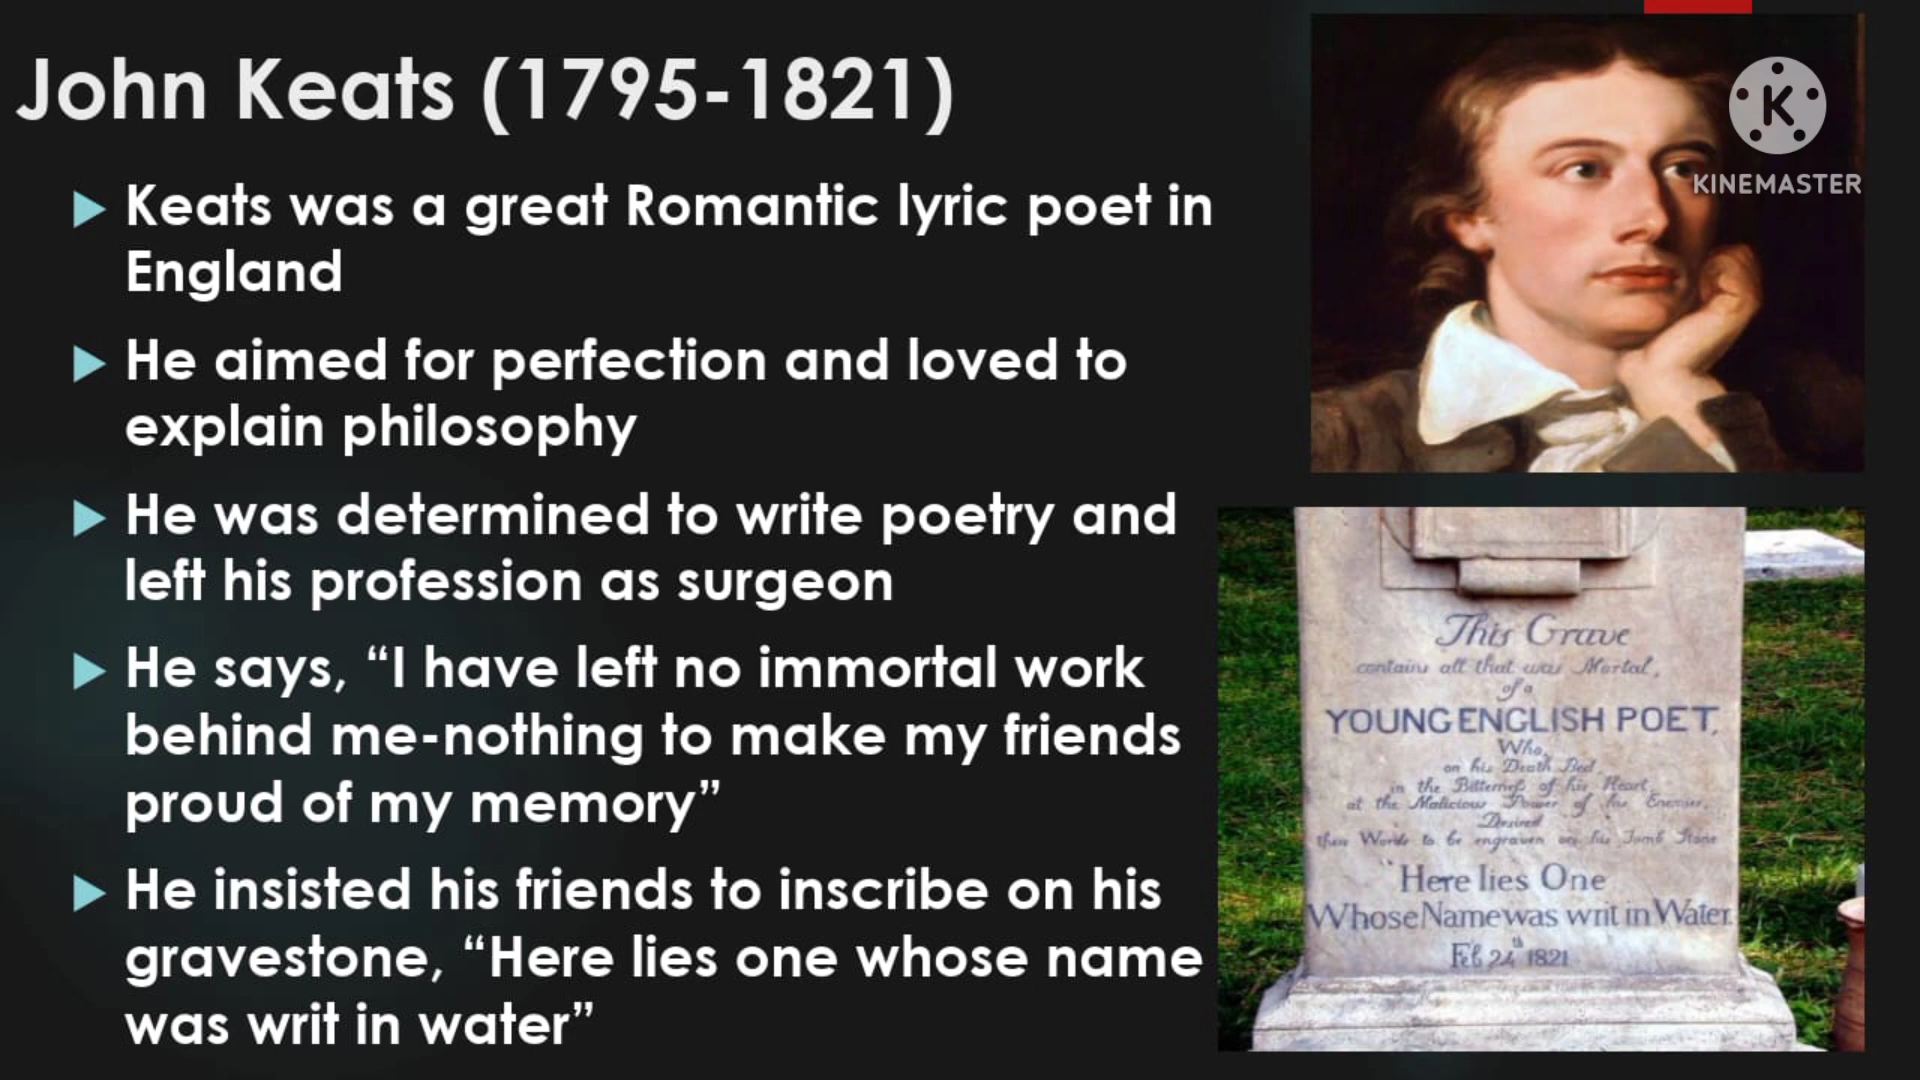 John Keats (1795-1821)
Keats was a great Romantic lyric poet in
England
He aimed for perfection and loved to
explain philosophy
He was determined to write poetry and
left his profession as surgeon
He says, “I have left no immortal work
behind me-nothing to make my friends
proud of my memory”
He insisted his friends to inscribe on his
gravestone, “Here lies one whose name
was writ in water”
K
KINEMASTER
This Grave
contains all that was Mortal,
of a
YOUNG ENGLISH POET,
Who,
on his Death Bed,
in the Bitterness of his Heart,
at the Malicious Power of his Enemies,
Desired
these Words to be engraven on his Tomb Stone
“Here lies One
Whose Name was writ in Water.
Feb 24th 1821